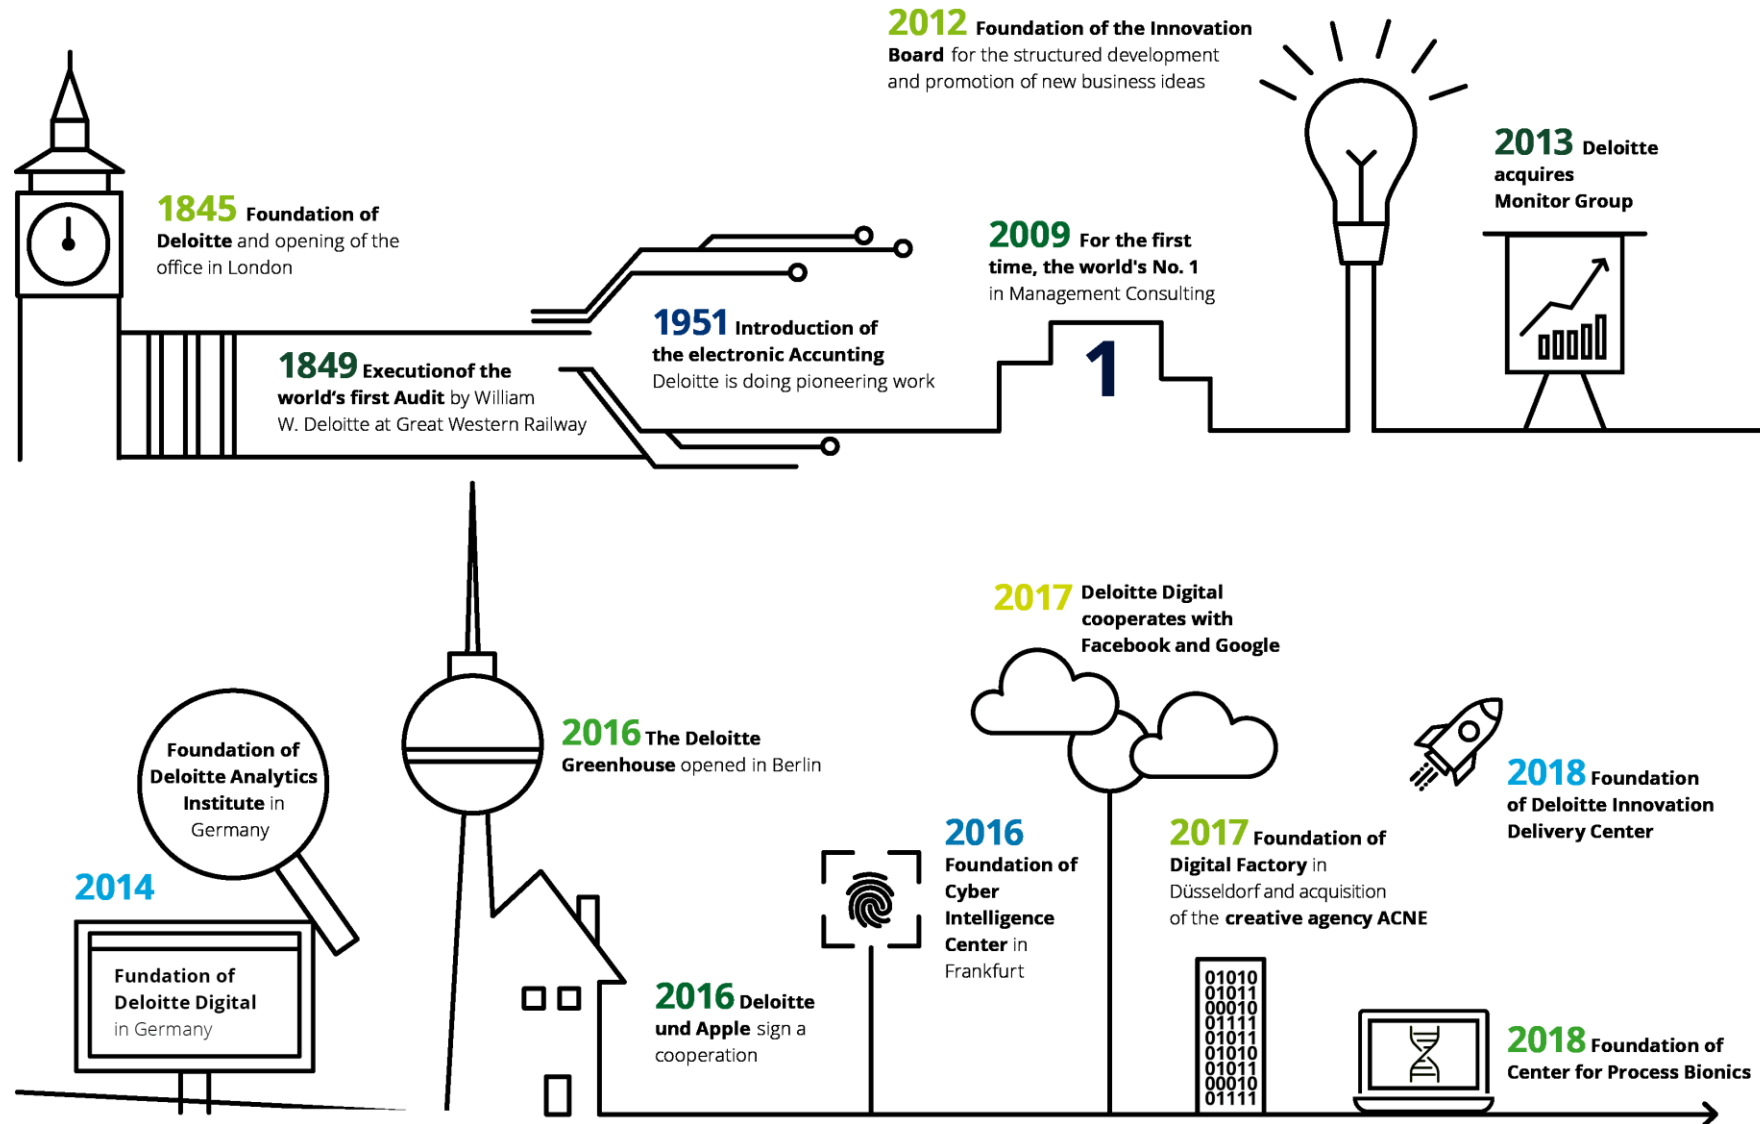 2012 Foundation of the Innovation
Board for the structured development
and promotion of new business ideas
2013 Deloitte
acquires
Monitor Group
1845 Foundation of
Deloitte and opening of the
office in London
2009 For the first
time, the world's No. 1
in Management Consulting
1951 Introduction of
the electronic Accunting
Deloitte is doing pioneering work
1
1849 Executionof the
world's first Audit by William
W. Deloitte at Great Western Railway
2017 Deloitte Digital
cooperates with
Facebook and Google
Foundation of
Deloitte Analytics
Institute in
Germany
2016 The Deloitte
Greenhouse opened in Berlin
2014
Fundation of
Deloitte Digital
in Germany
2016 Deloitte
und Apple sign a
cooperation
2016
Foundation of
Cyber
Intelligence
Center in
Frankfurt
2017 Foundation of
Digital Factory in
Düsseldorf and acquisition
of the creative agency ACNE
2018 Foundation
of Deloitte Innovation
Delivery Center
01010
01011
00010
01111
01011
01010
01011
00010
01111
2018 Foundation of
Center for Process Bionics